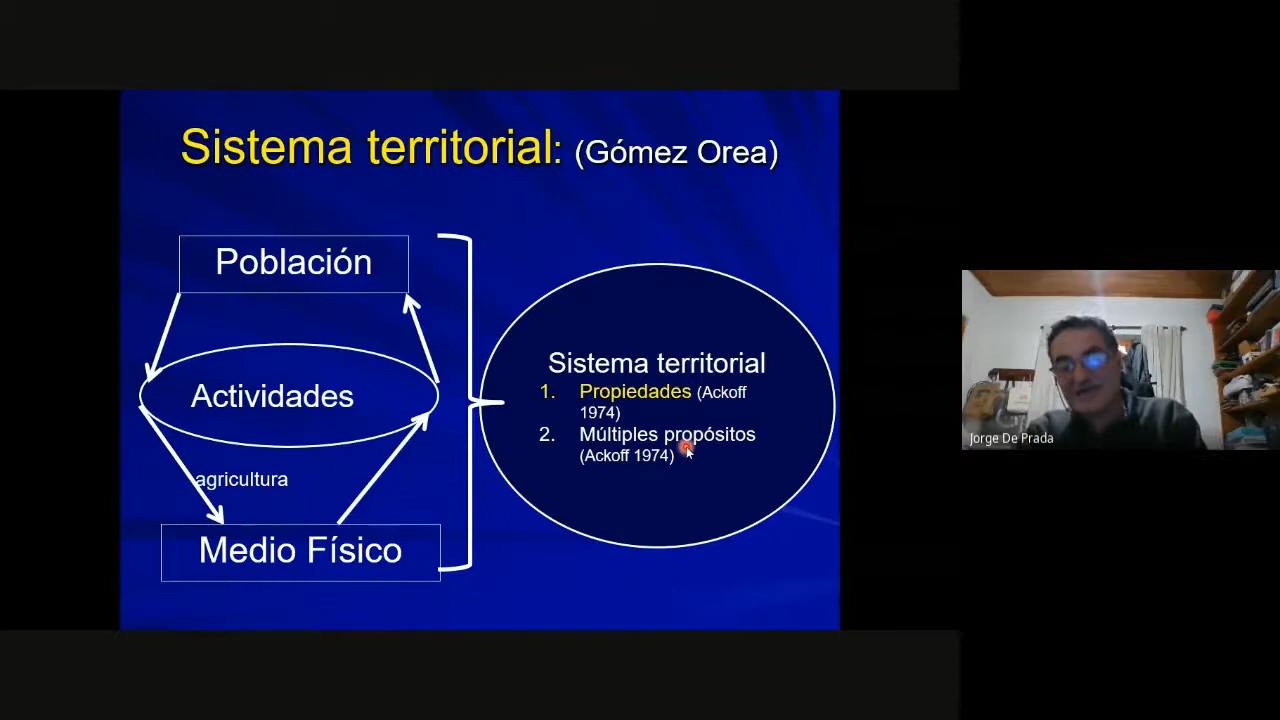 Sistema territorial: (Gómez Orea)
Población
Actividades
agricultura
Medio Físico
Sistema territorial
1. Propiedades (Ackoff
1974)
2. Múltiples propósitos
(Ackoff 1974)
Jorge De Prada